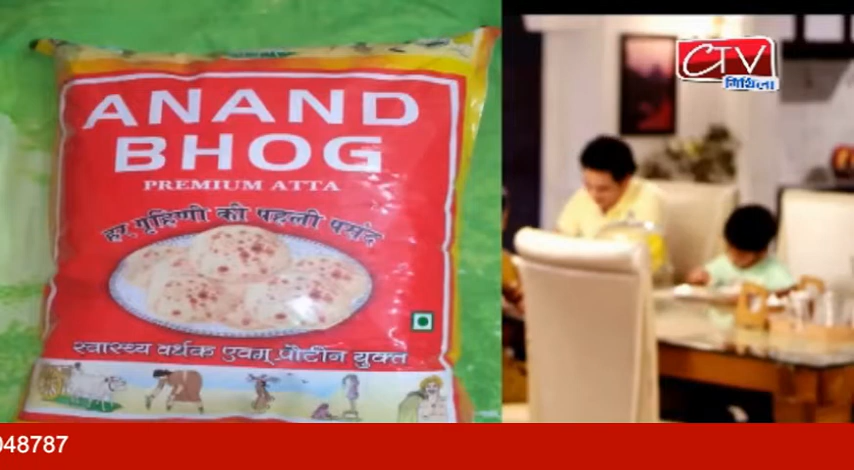 ANAND
BHOG
PREMIUM ATTA
हर गृहिणी की पहली पसंद
स्वास्थ्य वर्धक एवम् प्रौटीन युक्त
CTV
मिथिला
048787